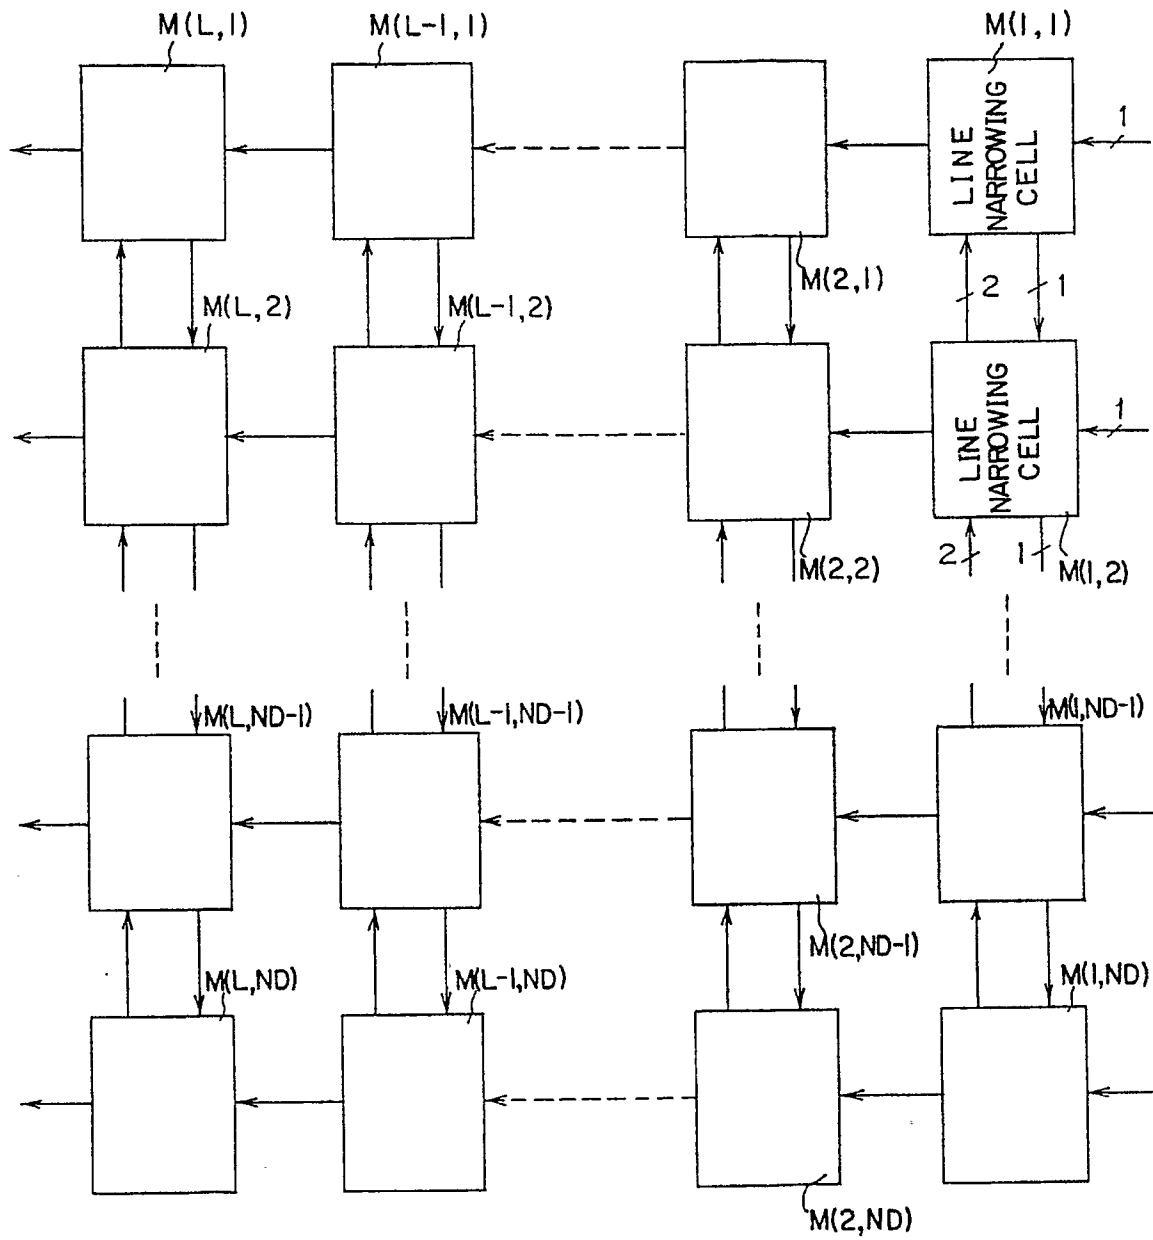 M(L,1)
M(L-1,1)
M(1,1)
LINE
NARROWING
CELL
1
M(2,1)
2
1
M(L,2)
M(L-1,2)
LINE
NARROWING
CELL
1
2
1
M(2,2)
M(1,2)
M(L,ND-1)
M(L-1,ND-1)
M(1,ND-1)
M(2,ND-1)
M(L,ND)
M(L-1,ND)
M(1,ND)
M(2,ND)